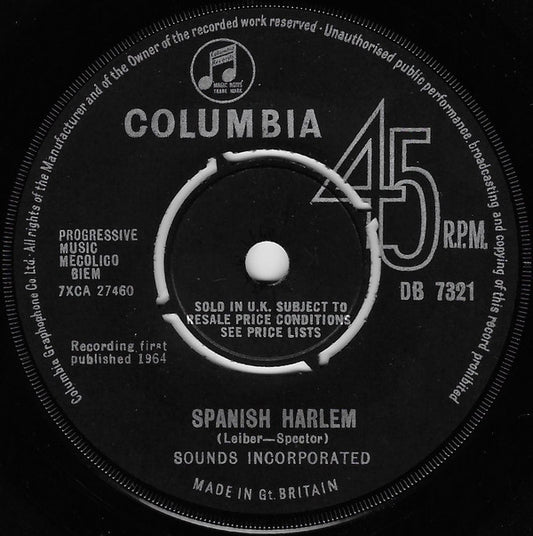 Columbia Graphophone Co Ltd · All rights of the Manufacturer and of the Owner of the recorded work reserved · Unauthorised public performance broadcasting and copying of this record prohibited
MAGIC NOTES
TRADE MARK
COLUMBIA
45
R.P.M.
PROGRESSIVE
MUSIC
MECOLICO
BIEM
7XCA 27460
DB 7321
SOLD IN U.K. SUBJECT TO
RESALE PRICE CONDITIONS
SEE PRICE LISTS
Recording first
published 1964
SPANISH HARLEM
(Leiber—Spector)
SOUNDS INCORPORATED
MADE IN Gt. BRITAIN